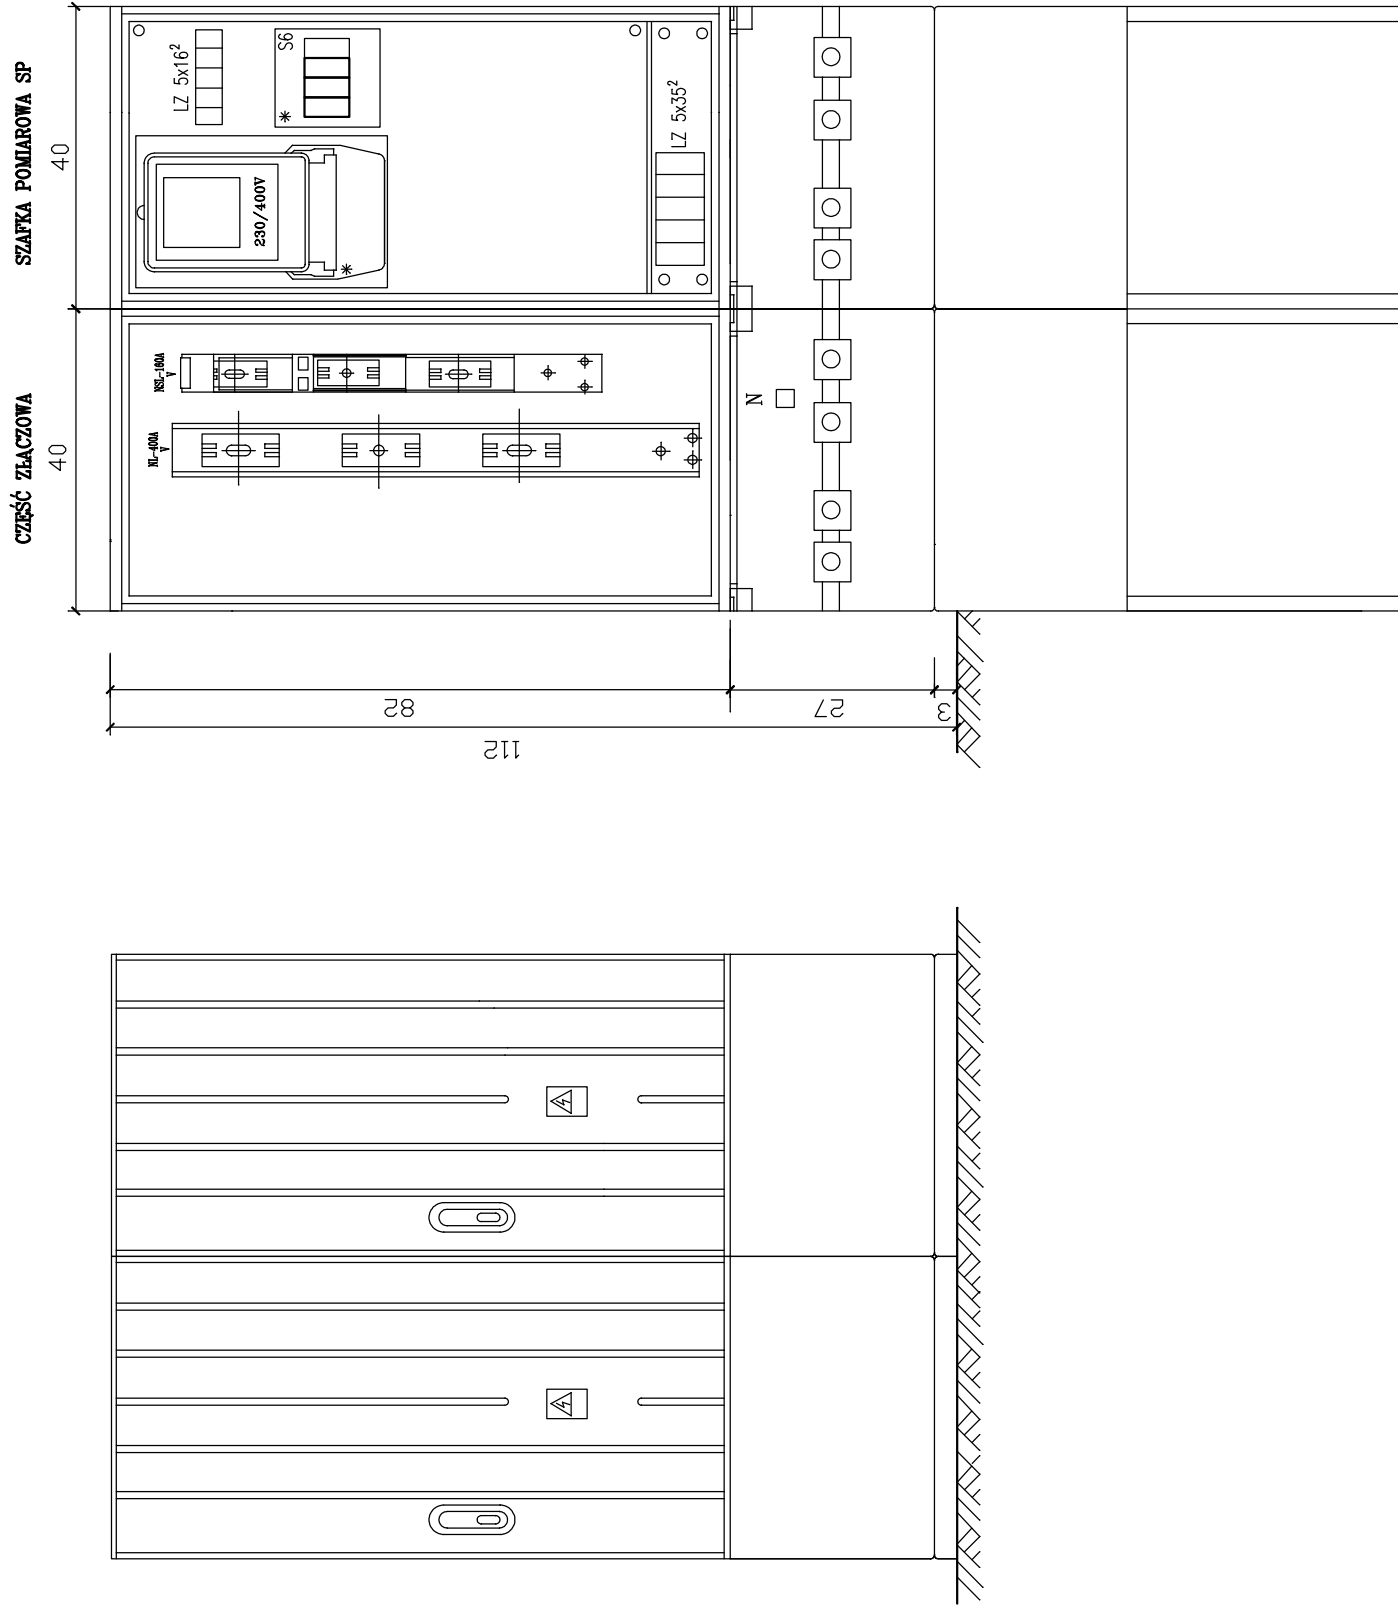 CZĘŚĆ ZŁĄCZOWA
SZAFKA POMIAROWA SP
40
40
NL-400A
V
NSL-160A
V
230/400V
*
LZ 5x16²
S6
*
LZ 5x35²
N
82
27
3
112